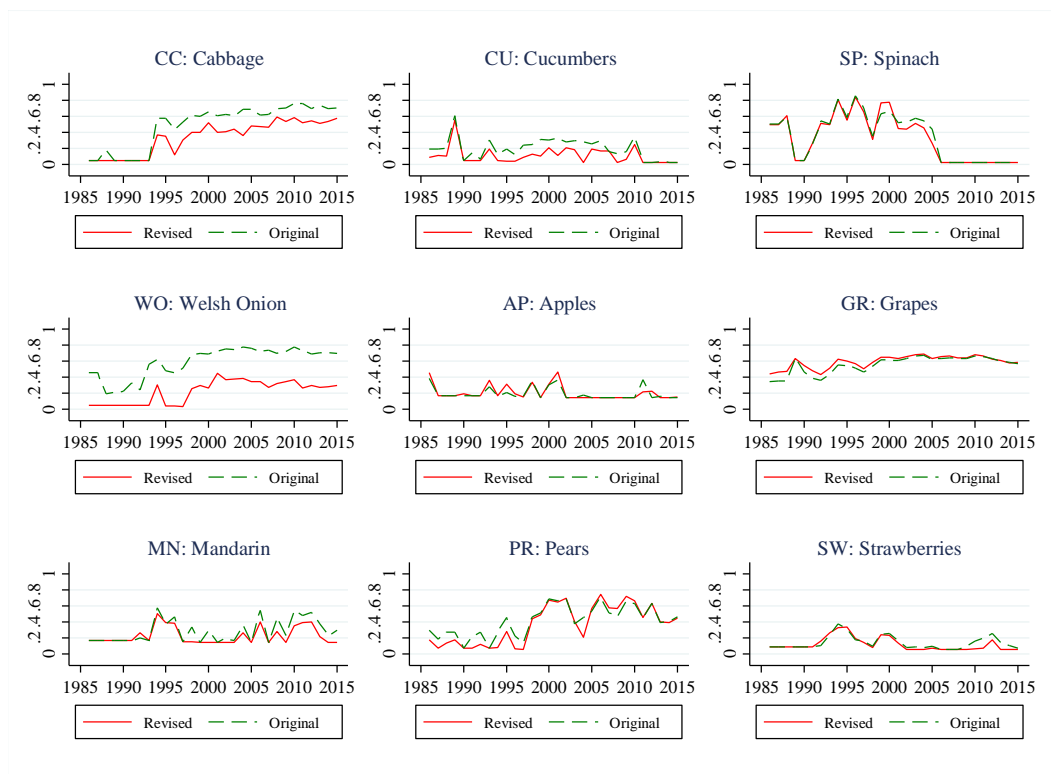 CC: Cabbage
0 .2 .4 .6 .8 1
1985 1990 1995 2000 2005 2010 2015
Revised Original
CU: Cucumbers
0 .2 .4 .6 .8 1
1985 1990 1995 2000 2005 2010 2015
Revised Original
SP: Spinach
0 .2 .4 .6 .8 1
1985 1990 1995 2000 2005 2010 2015
Revised Original
WO: Welsh Onion
0 .2 .4 .6 .8 1
1985 1990 1995 2000 2005 2010 2015
Revised Original
AP: Apples
0 .2 .4 .6 .8 1
1985 1990 1995 2000 2005 2010 2015
Revised Original
GR: Grapes
0 .2 .4 .6 .8 1
1985 1990 1995 2000 2005 2010 2015
Revised Original
MN: Mandarin
0 .2 .4 .6 .8 1
1985 1990 1995 2000 2005 2010 2015
Revised Original
PR: Pears
0 .2 .4 .6 .8 1
1985 1990 1995 2000 2005 2010 2015
Revised Original
SW: Strawberries
0 .2 .4 .6 .8 1
1985 1990 1995 2000 2005 2010 2015
Revised Original